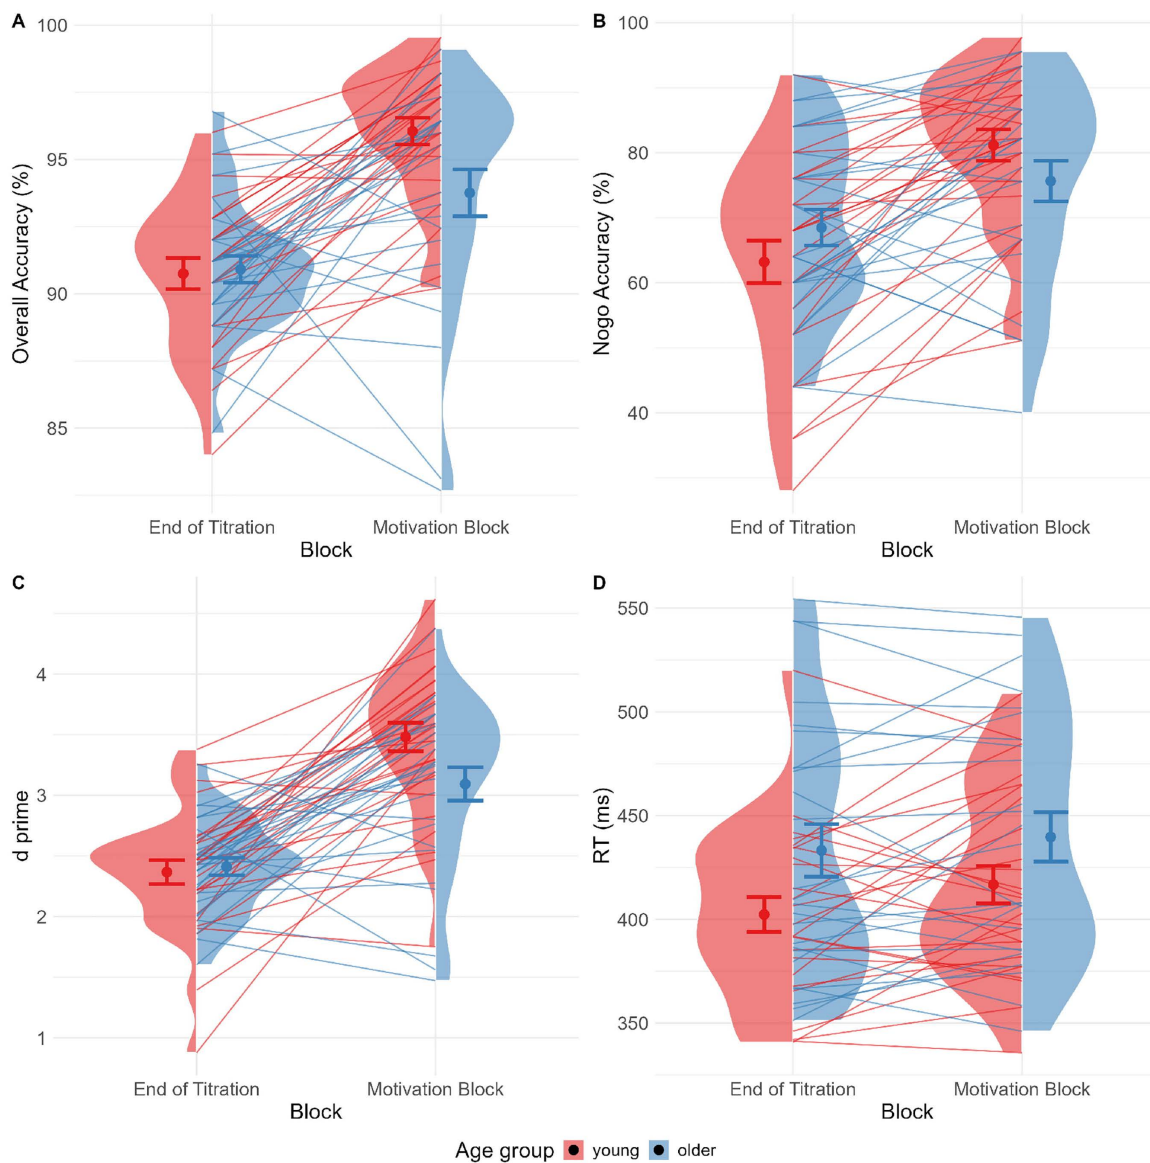 A
100
95
90
85
Overall Accuracy (%)
End of Titration
Motivation Block
Block
B
100
80
60
40
Nogo Accuracy (%)
End of Titration
Motivation Block
Block
C
4
3
2
1
d prime
End of Titration
Motivation Block
Block
D
550
500
450
400
350
RT (ms)
End of Titration
Motivation Block
Block
Age group young older